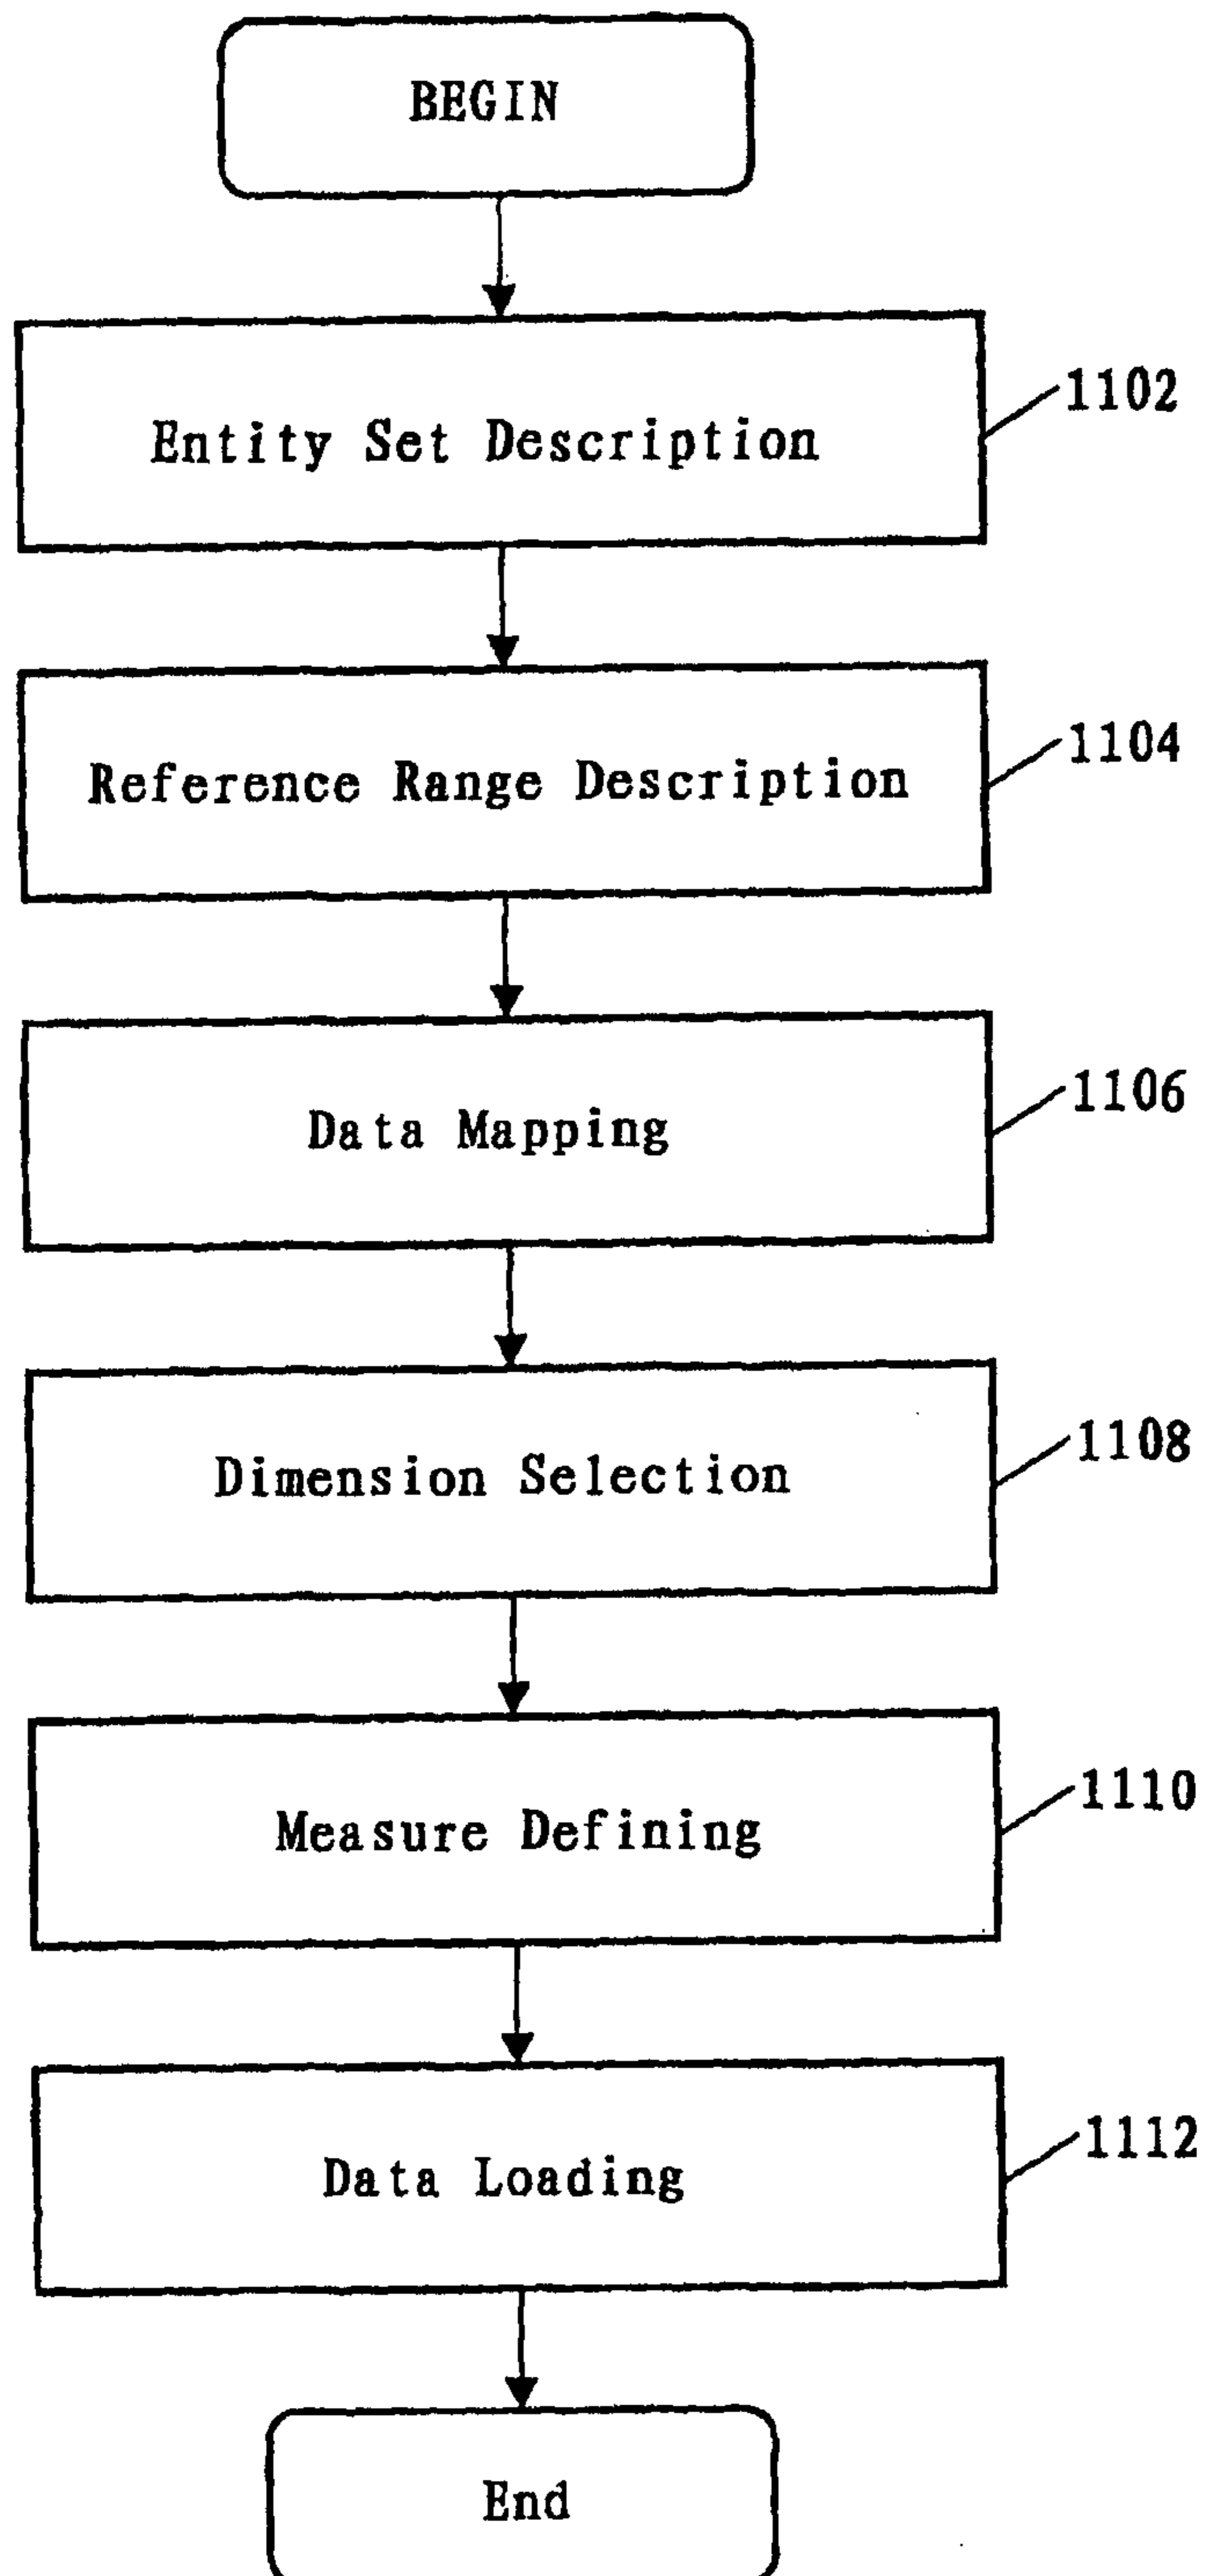 BEGIN
Entity Set Description
1102
Reference Range Description
1104
Data Mapping
1106
Dimension Selection
1108
Measure Defining
1110
Data Loading
1112
End